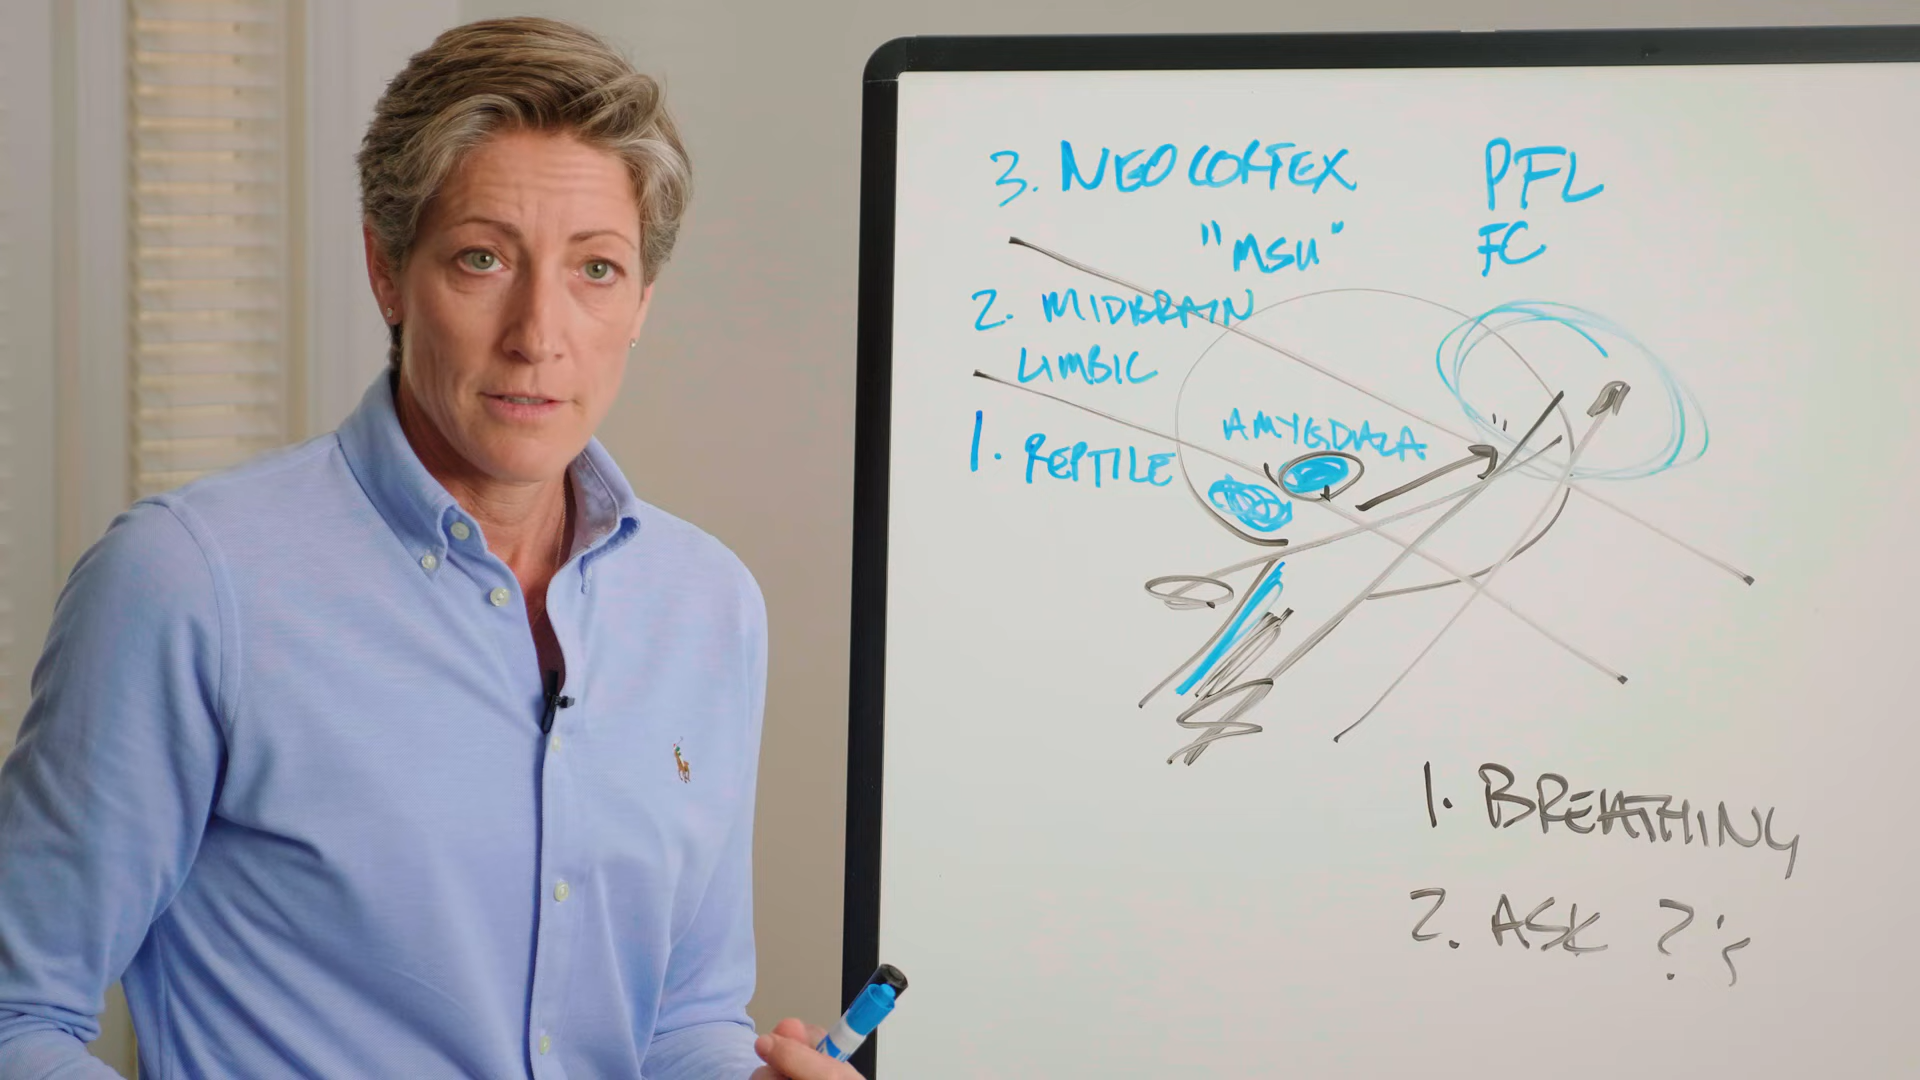 3. NEOCORTEX PFL
"MSU" FC
2. MIDBRAIN
LIMBIC
AMYGDALA
1. REPTILE
1. BREATHING
2. ASK ?'s